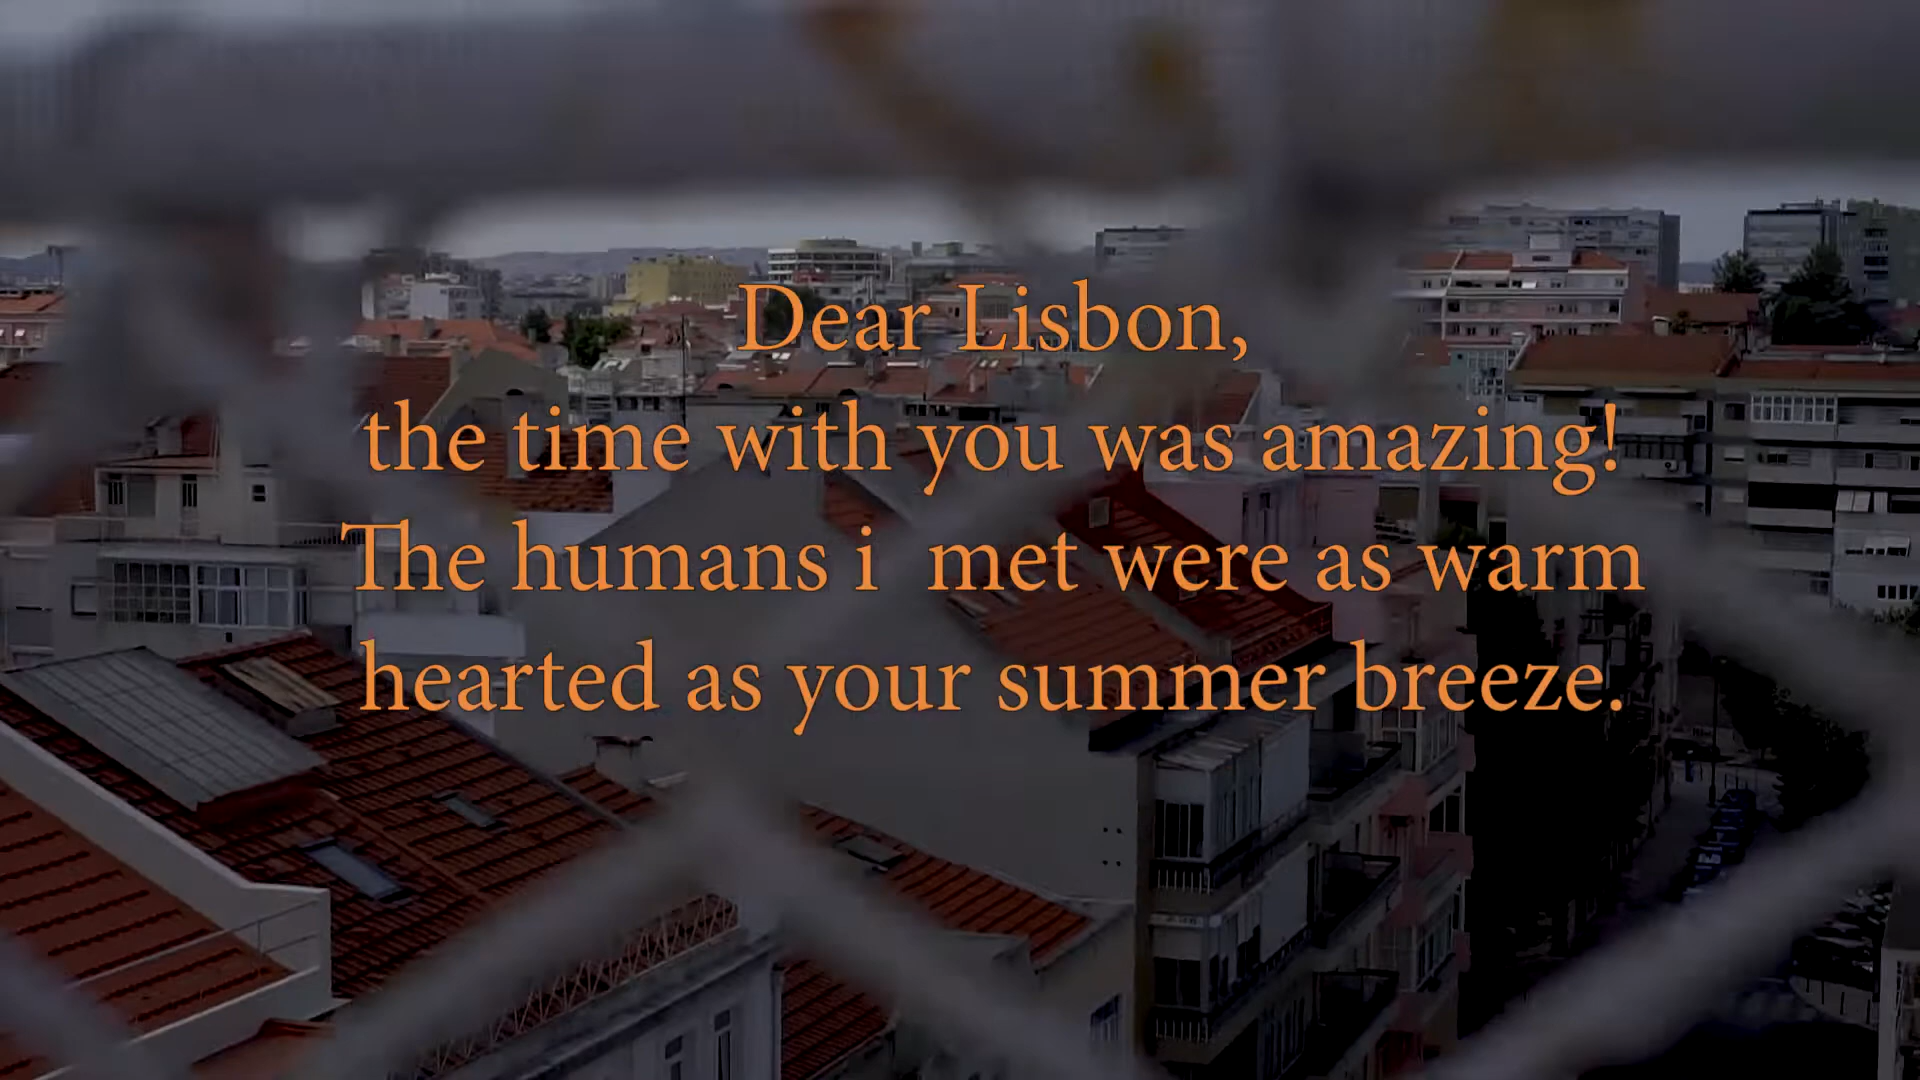 Dear Lisbon,
the time with you was amazing!
The humans i  met were as warm
hearted as your summer breeze.